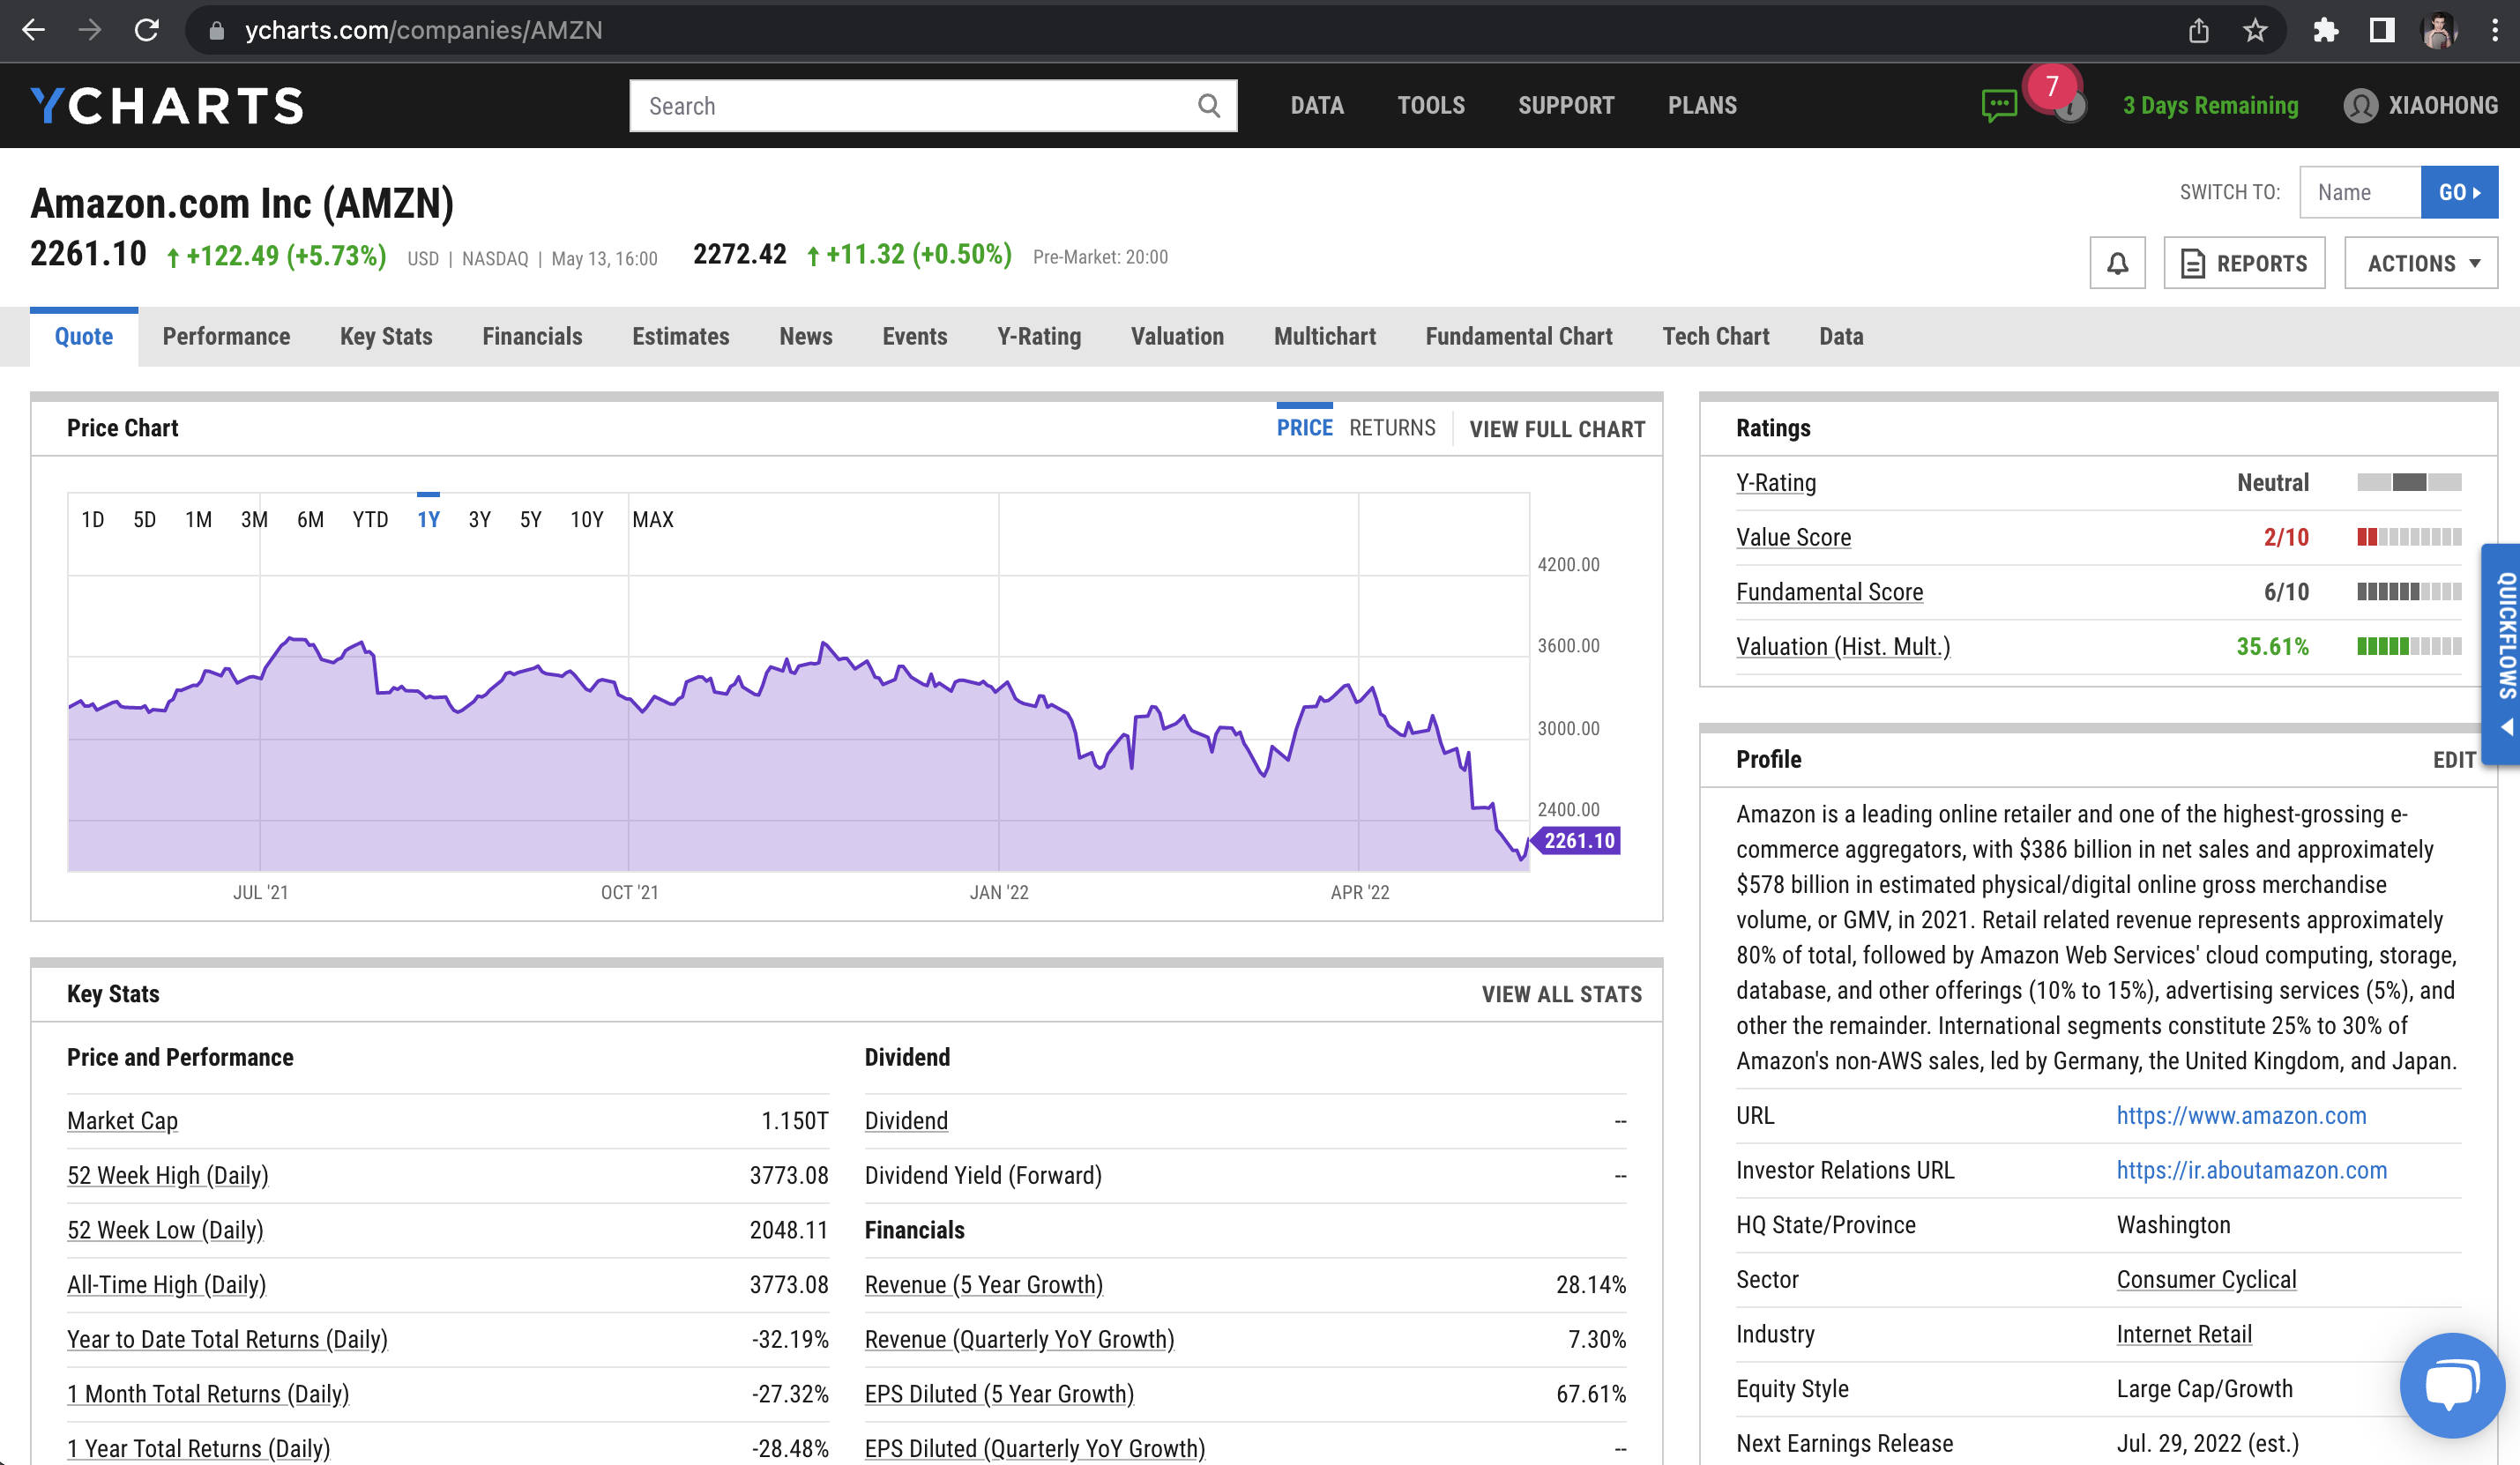 ycharts.com/companies/AMZN
YCHARTS
Search
DATA TOOLS SUPPORT PLANS
7
3 Days Remaining
XIAOHONG
Amazon.com Inc (AMZN)
SWITCH TO: Name GO
2261.10 +122.49 (+5.73%) USD | NASDAQ | May 13, 16:00 2272.42 +11.32 (+0.50%) Pre-Market: 20:00
REPORTS ACTIONS
Quote Performance Key Stats Financials Estimates News Events Y-Rating Valuation Multichart Fundamental Chart Tech Chart Data
Price Chart
PRICE RETURNS VIEW FULL CHART
1D 5D 1M 3M 6M YTD 1Y 3Y 5Y 10Y MAX
4200.00
3600.00
3000.00
2400.00
2261.10
JUL '21 OCT '21 JAN '22 APR '22
Key Stats
VIEW ALL STATS
Price and Performance
Market Cap 1.150T
52 Week High (Daily) 3773.08
52 Week Low (Daily) 2048.11
All-Time High (Daily) 3773.08
Year to Date Total Returns (Daily) -32.19%
1 Month Total Returns (Daily) -27.32%
1 Year Total Returns (Daily) -28.48%
Dividend
Dividend --
Dividend Yield (Forward) --
Financials
Revenue (5 Year Growth) 28.14%
Revenue (Quarterly YoY Growth) 7.30%
EPS Diluted (5 Year Growth) 67.61%
EPS Diluted (Quarterly YoY Growth) --
Ratings
Y-Rating Neutral
Value Score 2/10
Fundamental Score 6/10
Valuation (Hist. Mult.) 35.61%
QUICKFLOWS
Profile
EDIT
Amazon is a leading online retailer and one of the highest-grossing e-
commerce aggregators, with $386 billion in net sales and approximately
$578 billion in estimated physical/digital online gross merchandise
volume, or GMV, in 2021. Retail related revenue represents approximately
80% of total, followed by Amazon Web Services' cloud computing, storage,
database, and other offerings (10% to 15%), advertising services (5%), and
other the remainder. International segments constitute 25% to 30% of
Amazon's non-AWS sales, led by Germany, the United Kingdom, and Japan.
URL https://www.amazon.com
Investor Relations URL https://ir.aboutamazon.com
HQ State/Province Washington
Sector Consumer Cyclical
Industry Internet Retail
Equity Style Large Cap/Growth
Next Earnings Release Jul. 29, 2022 (est.)